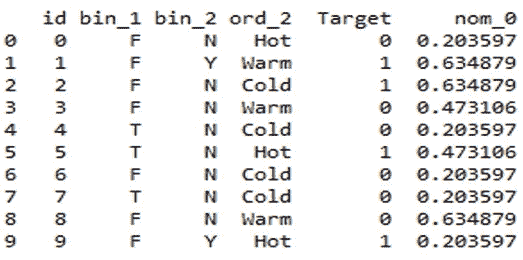 id bin_1 bin_2 ord_2 Target nom_0
0 0 F N Hot 0 0.203597
1 1 F Y Warm 1 0.634879
2 2 F N Cold 1 0.634879
3 3 F N Warm 0 0.473106
4 4 T N Cold 0 0.203597
5 5 T N Hot 1 0.473106
6 6 F N Cold 0 0.203597
7 7 T N Cold 0 0.203597
8 8 F N Warm 0 0.634879
9 9 F Y Hot 1 0.203597